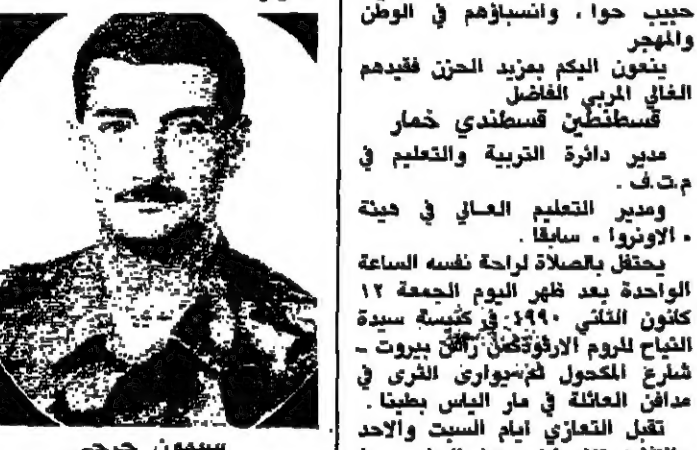 حبيب حوا، وانسباؤهم في الوطن
والمهجر
ينعون اليكم بمزيد الحزن فقيدهم
الغالي المربي الفاضل
قسطنطين قسطندي خمار
مدير دائرة التربية والتعليم في
م.ت.ف.
ومدير التعليم العالي في هيئة
« الاونروا » سابقا.
يحتفل بالصلاة لراحة نفسه الساعة
الواحدة بعد ظهر اليوم الجمعة ١٢
كانون الثاني ١٩٩٠ في كنيسة سيدة
النياح للروم الارثوذكس رأس بيروت -
شارع المكحول ثم يوارى الثرى في
مدافن العائلة في مار الياس بطينا.
تقبل التعازي ايام السبت والاحد